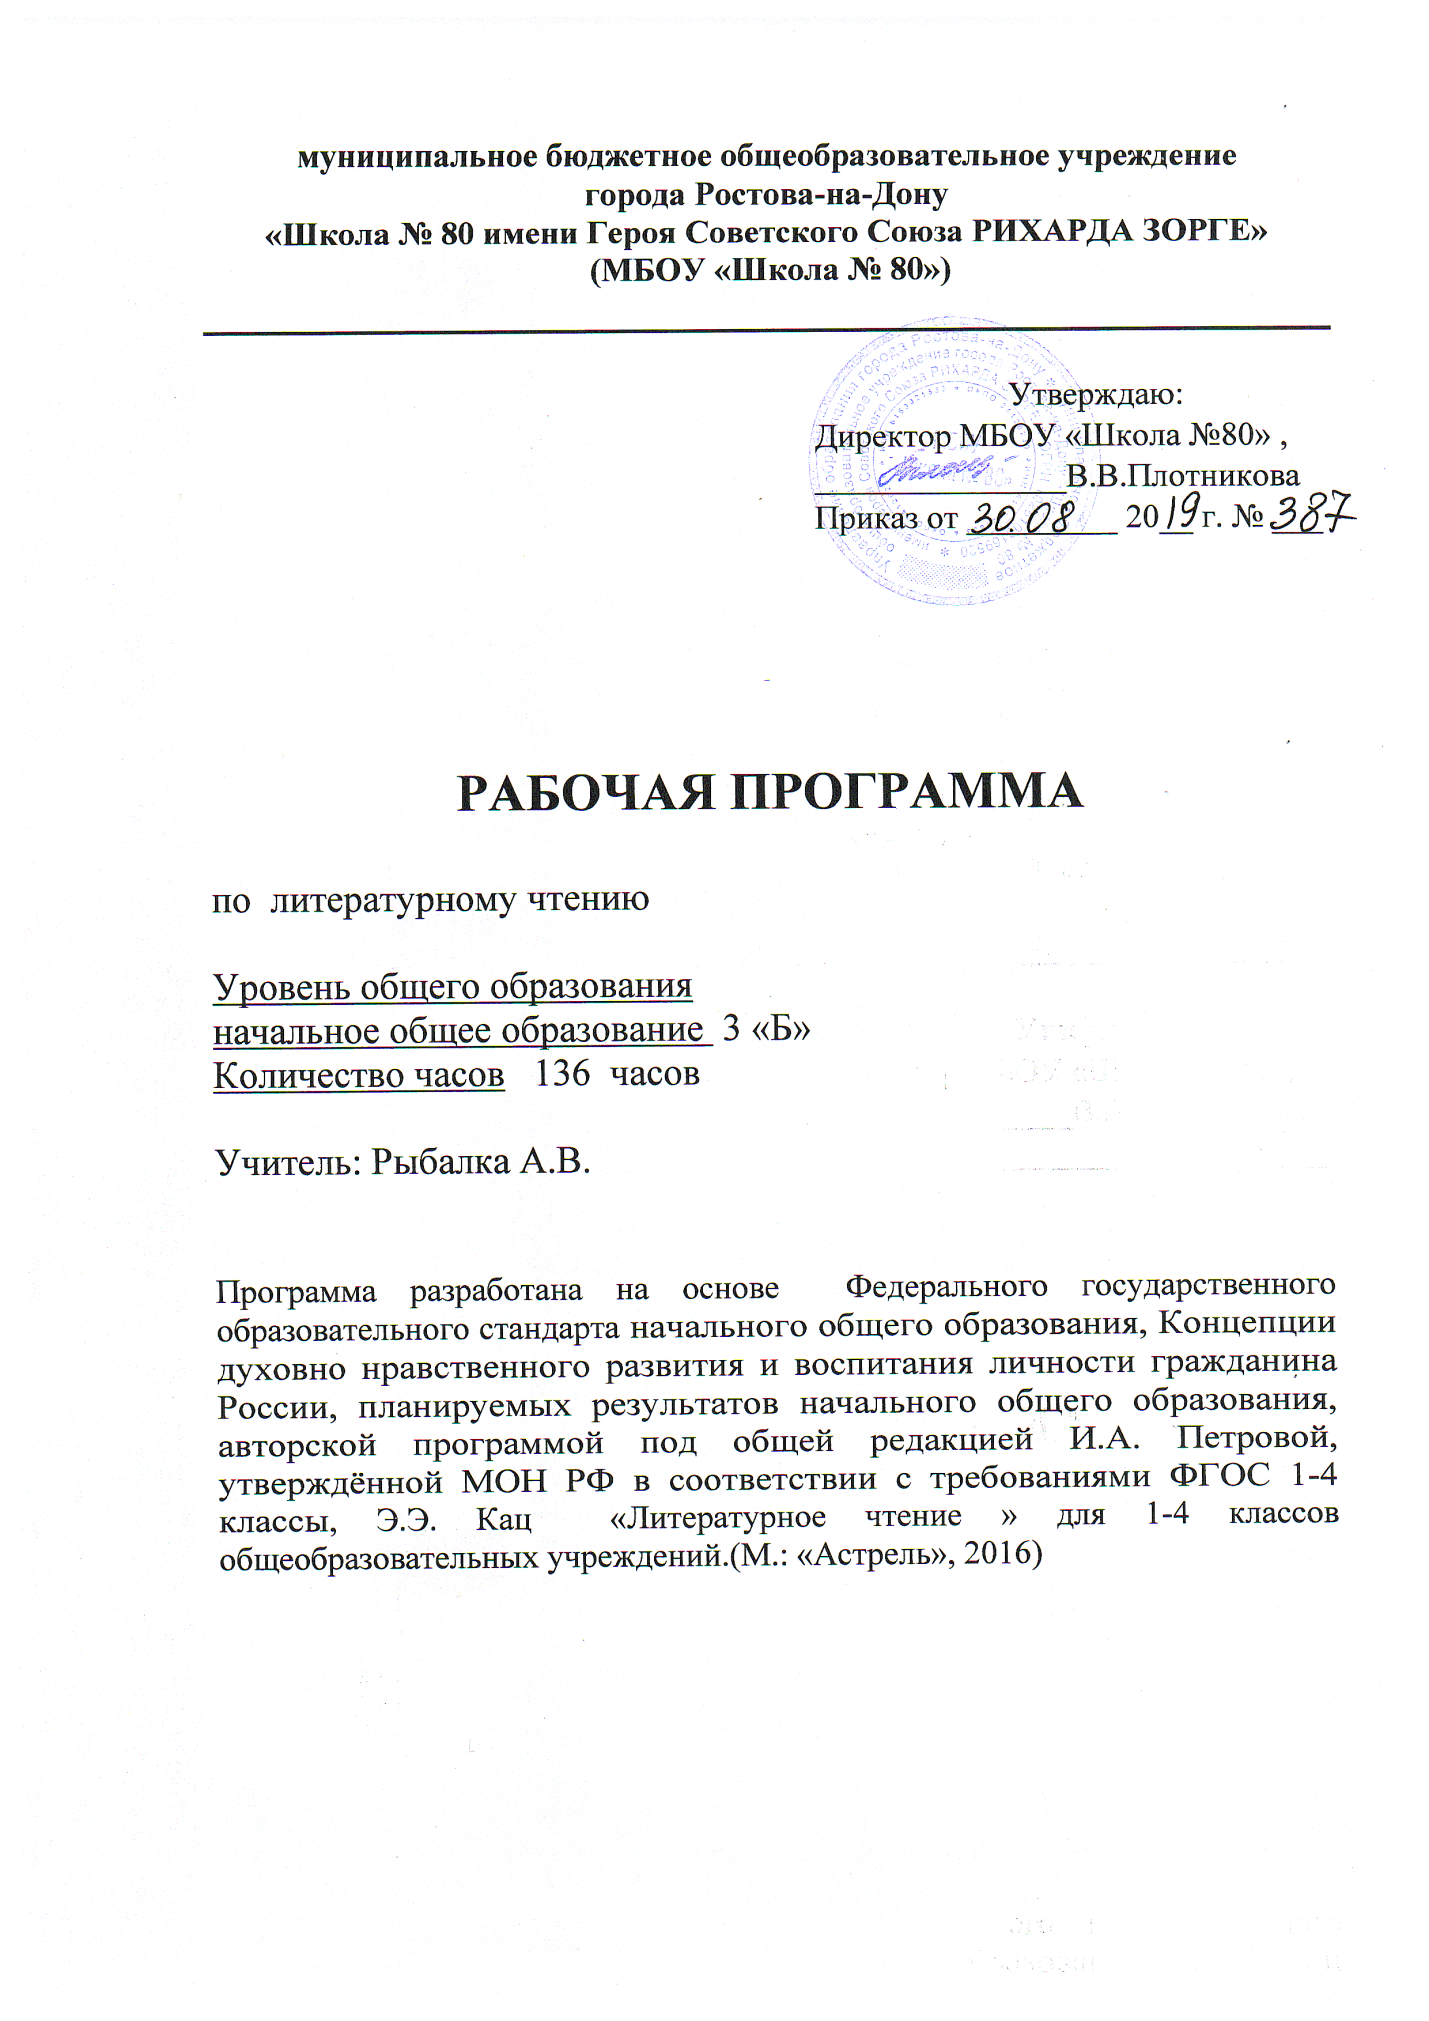 муниципальное бюджетное общеобразовательное учреждение
города Ростова-на-Дону
«Школа № 80 имени Героя Советского Союза РИХАРДА ЗОРГЕ»
(МБОУ «Школа № 80»)
Утверждаю:
Директор МБОУ «Школа №80» ,
В.В.Плотникова
Приказ от 30.08 2019 г. № 387
РАБОЧАЯ ПРОГРАММА
по литературному чтению
Уровень общего образования
начальное общее образование 3 «Б»
Количество часов 136 часов
Учитель: Рыбалка А.В.
Программа разработана на основе Федерального государственного
образовательного стандарта начального общего образования, Концепции
духовно нравственного развития и воспитания личности гражданина
России, планируемых результатов начального общего образования,
авторской программой под общей редакцией И.А. Петровой,
утверждённой МОН РФ в соответствии с требованиями ФГОС 1-4
классы, Э.Э. Кац «Литературное чтение » для 1-4 классов
общеобразовательных учреждений.(М.: «Астрель», 2016)